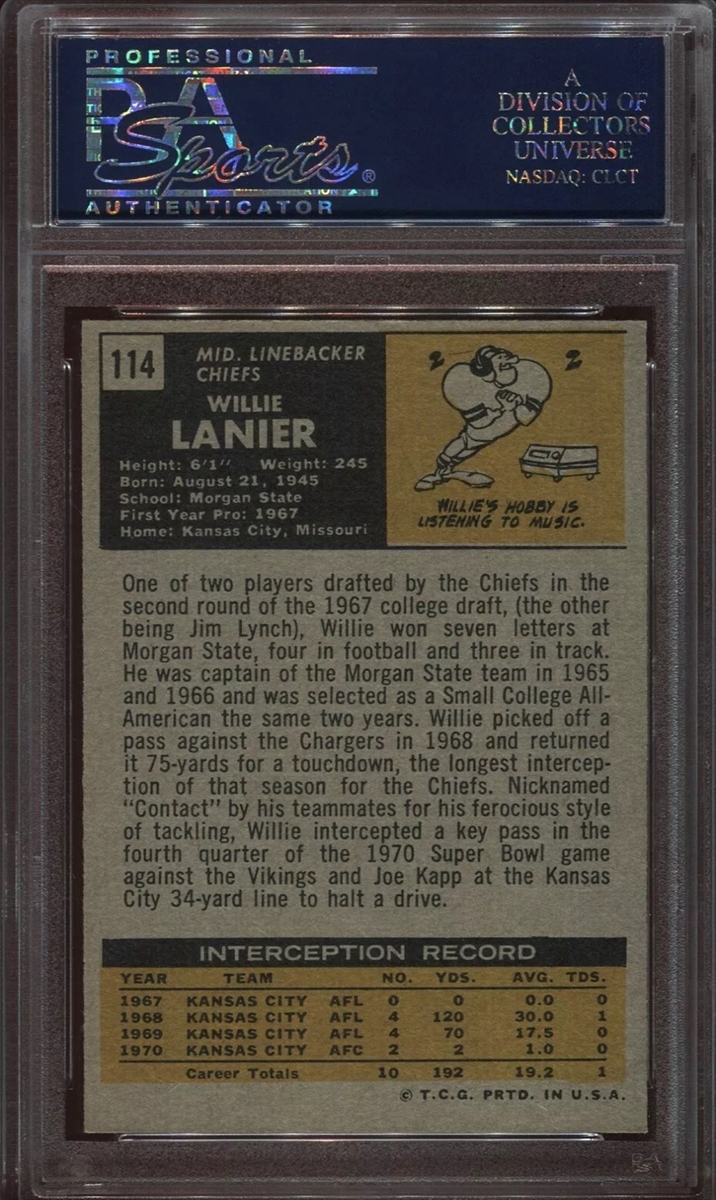 PROFESSIONAL
PSA
Sports®
AUTHENTICATOR
A
DIVISION OF
COLLECTORS
UNIVERSE
NASDAQ: CLCT
114
MID. LINEBACKER
CHIEFS
WILLIE
LANIER
Height: 6'1" Weight: 245
Born: August 21, 1945
School: Morgan State
First Year Pro: 1967
Home: Kansas City, Missouri
WILLIE'S HOBBY IS
LISTENING TO MUSIC.
One of two players drafted by the Chiefs in the
second round of the 1967 college draft, (the other
being Jim Lynch), Willie won seven letters at
Morgan State, four in football and three in track.
He was captain of the Morgan State team in 1965
and 1966 and was selected as a Small College All-
American the same two years. Willie picked off a
pass against the Chargers in 1968 and returned
it 75-yards for a touchdown, the longest intercep-
tion of that season for the Chiefs. Nicknamed
"Contact" by his teammates for his ferocious style
of tackling, Willie intercepted a key pass in the
fourth quarter of the 1970 Super Bowl game
against the Vikings and Joe Kapp at the Kansas
City 34-yard line to halt a drive.
INTERCEPTION RECORD
YEAR TEAM NO. YDS. AVG. TDS.
1967 KANSAS CITY AFL 0 0 0.0 0
1968 KANSAS CITY AFL 4 120 30.0 1
1969 KANSAS CITY AFL 4 70 17.5 0
1970 KANSAS CITY AFC 2 2 1.0 0
Career Totals 10 192 19.2 1
© T.C.G. PRTD. IN U.S.A.